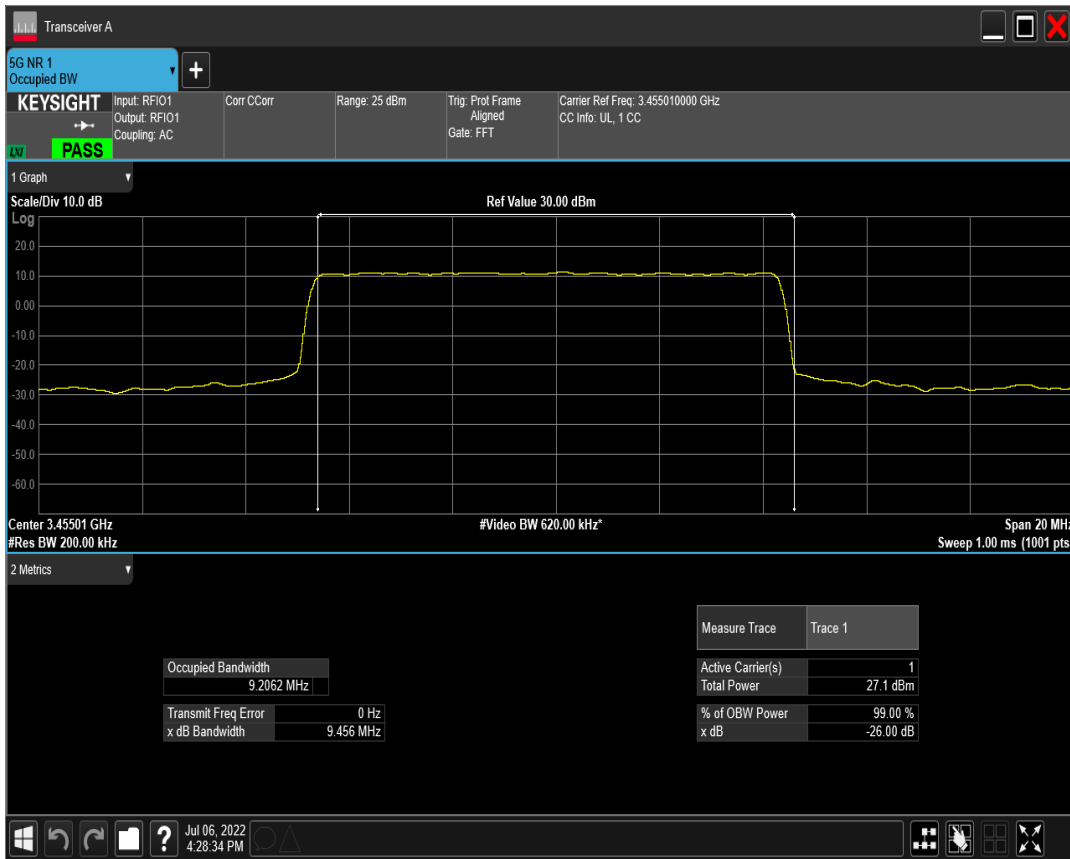 Transceiver A
5G NR 1
Occupied BW
+
KEYSIGHT
LXI
PASS
Input: RFIO1
Output: RFIO1
Coupling: AC
Corr CCorr
Range: 25 dBm
Trig: Prot Frame
Aligned
Gate: FFT
Carrier Ref Freq: 3.455010000 GHz
CC Info: UL, 1 CC
1 Graph
Scale/Div 10.0 dB
Ref Value 30.00 dBm
Log
20.0
10.0
0.00
-10.0
-20.0
-30.0
-40.0
-50.0
-60.0
Center 3.45501 GHz
#Video BW 620.00 kHz*
Span 20 MHz
#Res BW 200.00 kHz
Sweep 1.00 ms (1001 pts
2 Metrics
Measure Trace Trace 1
Occupied Bandwidth
9.2062 MHz
Active Carrier(s) 1
Total Power 27.1 dBm
Transmit Freq Error 0 Hz
x dB Bandwidth 9.456 MHz
% of OBW Power 99.00 %
x dB -26.00 dB
?
Jul 06, 2022
4:28:34 PM